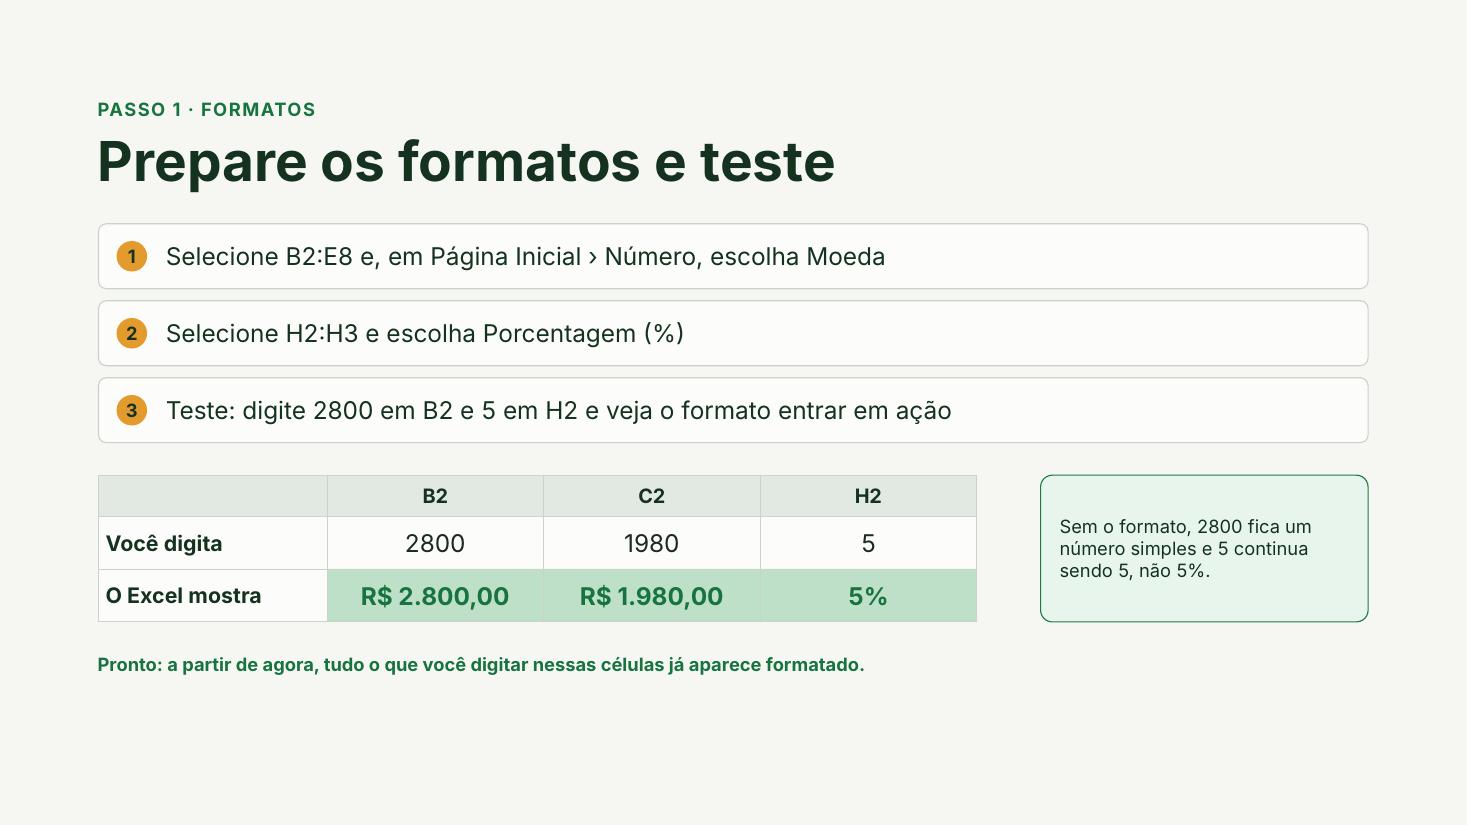 PASSO 1 · FORMATOS
Prepare os formatos e teste
1 Selecione B2:E8 e, em Página Inicial › Número, escolha Moeda
2 Selecione H2:H3 e escolha Porcentagem (%)
3 Teste: digite 2800 em B2 e 5 em H2 e veja o formato entrar em ação
B2 C2 H2
Você digita 2800 1980 5
O Excel mostra R$ 2.800,00 R$ 1.980,00 5%
Sem o formato, 2800 fica um
número simples e 5 continua
sendo 5, não 5%.
Pronto: a partir de agora, tudo o que você digitar nessas células já aparece formatado.